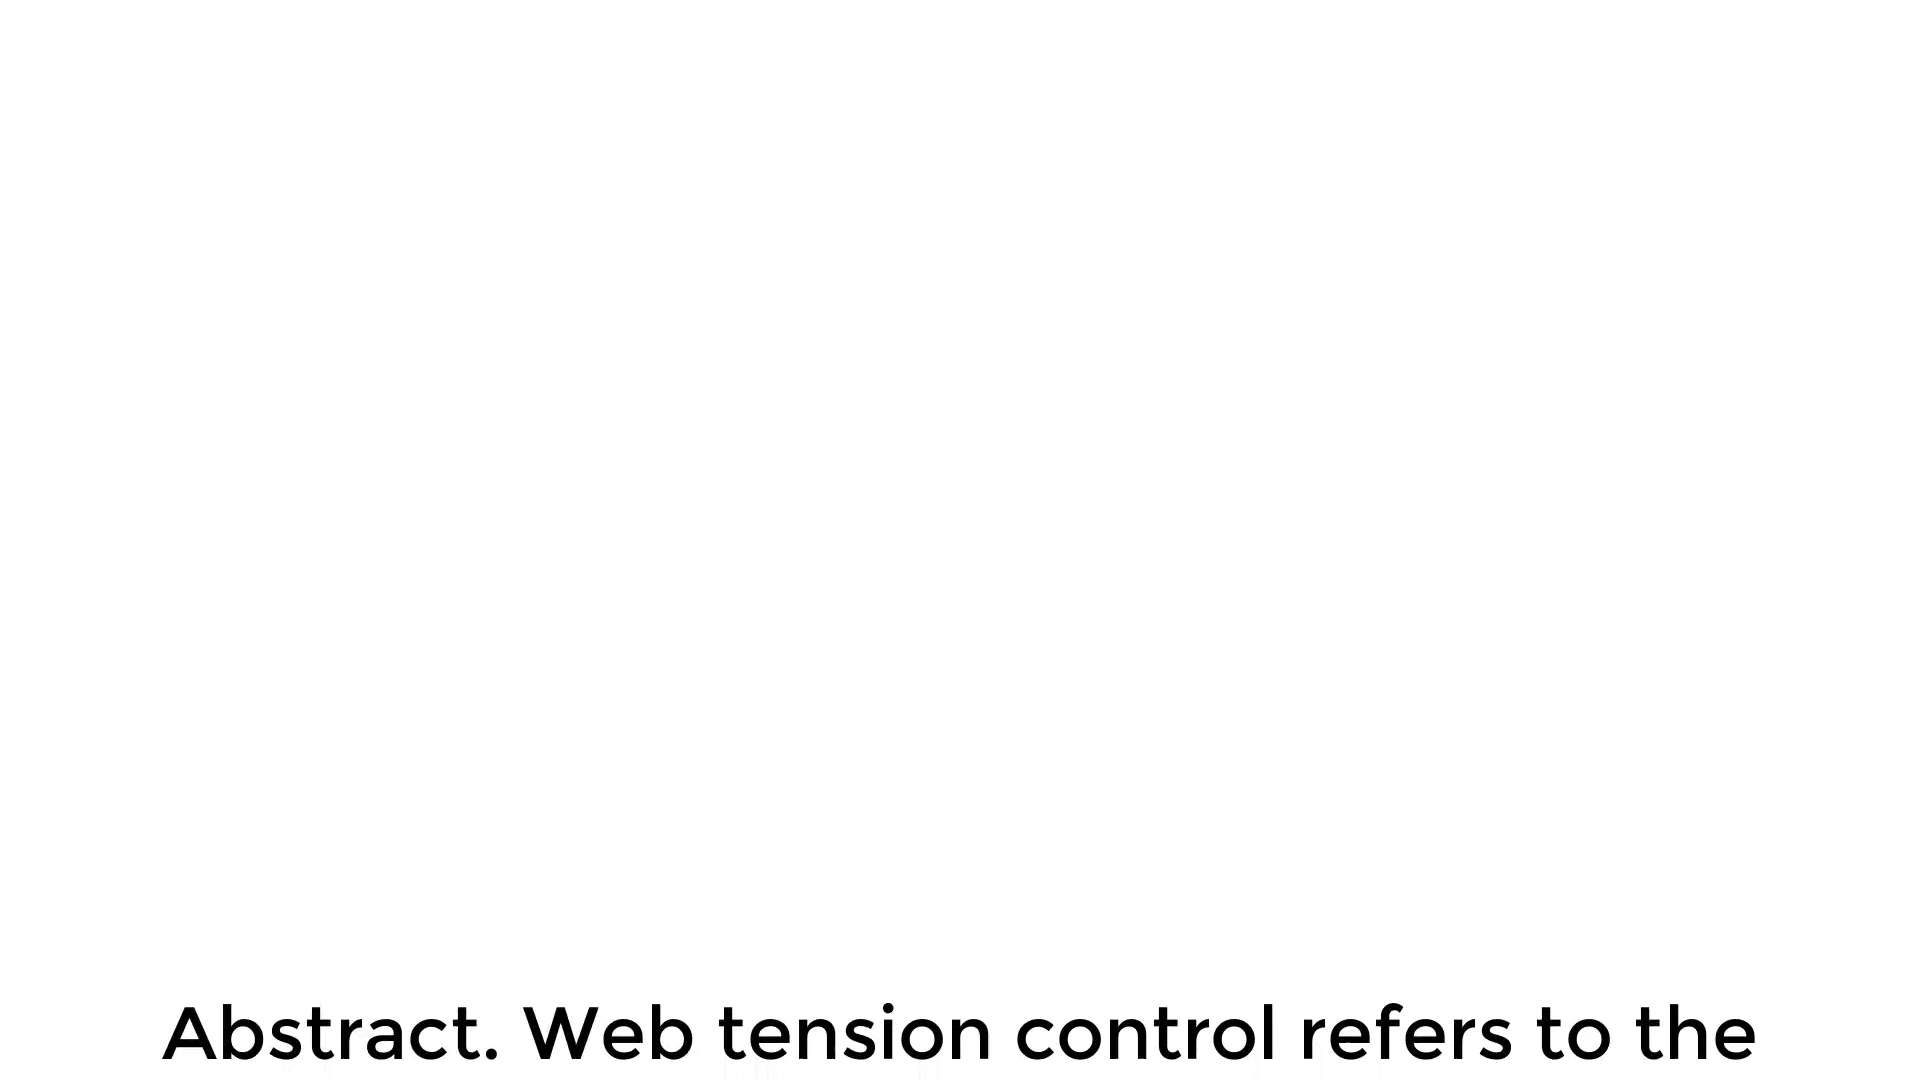 Abstract. Web tension control refers to the